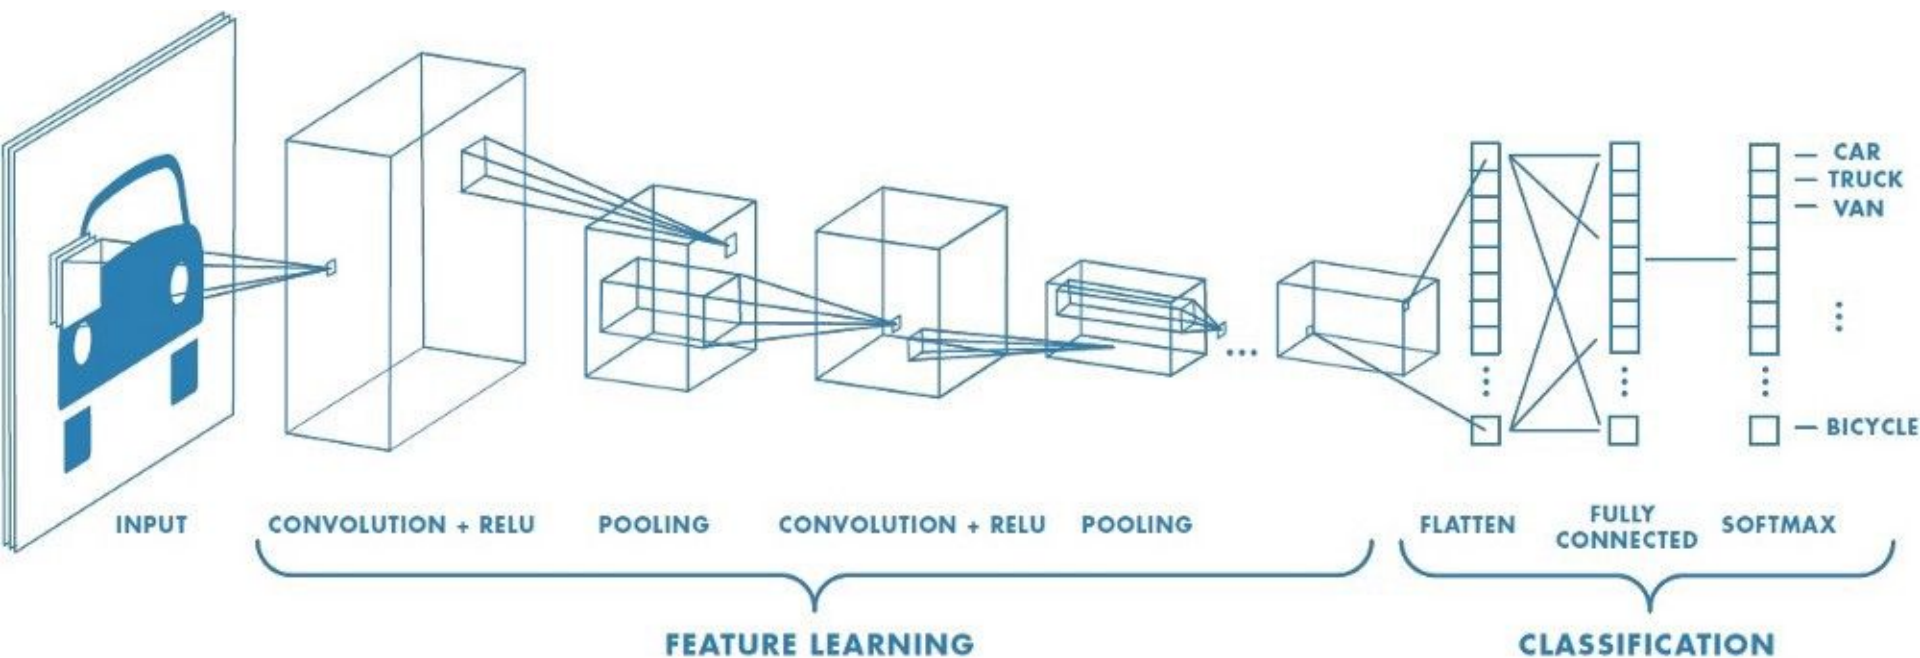 CAR
TRUCK
VAN
BICYCLE
INPUT
CONVOLUTION + RELU
POOLING
CONVOLUTION + RELU
POOLING
FLATTEN
FULLY
CONNECTED
SOFTMAX
FEATURE LEARNING
CLASSIFICATION